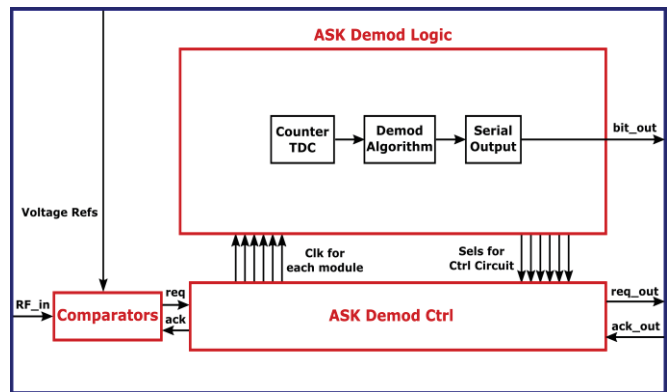 ASK Demod Logic
Counter
TDC
Demod
Algorithm
Serial
Output
bit_out
Voltage Refs
Clk for
each module
Sels for
Ctrl Circuit
RF_in
Comparators
req
ack
ASK Demod Ctrl
req_out
ack_out